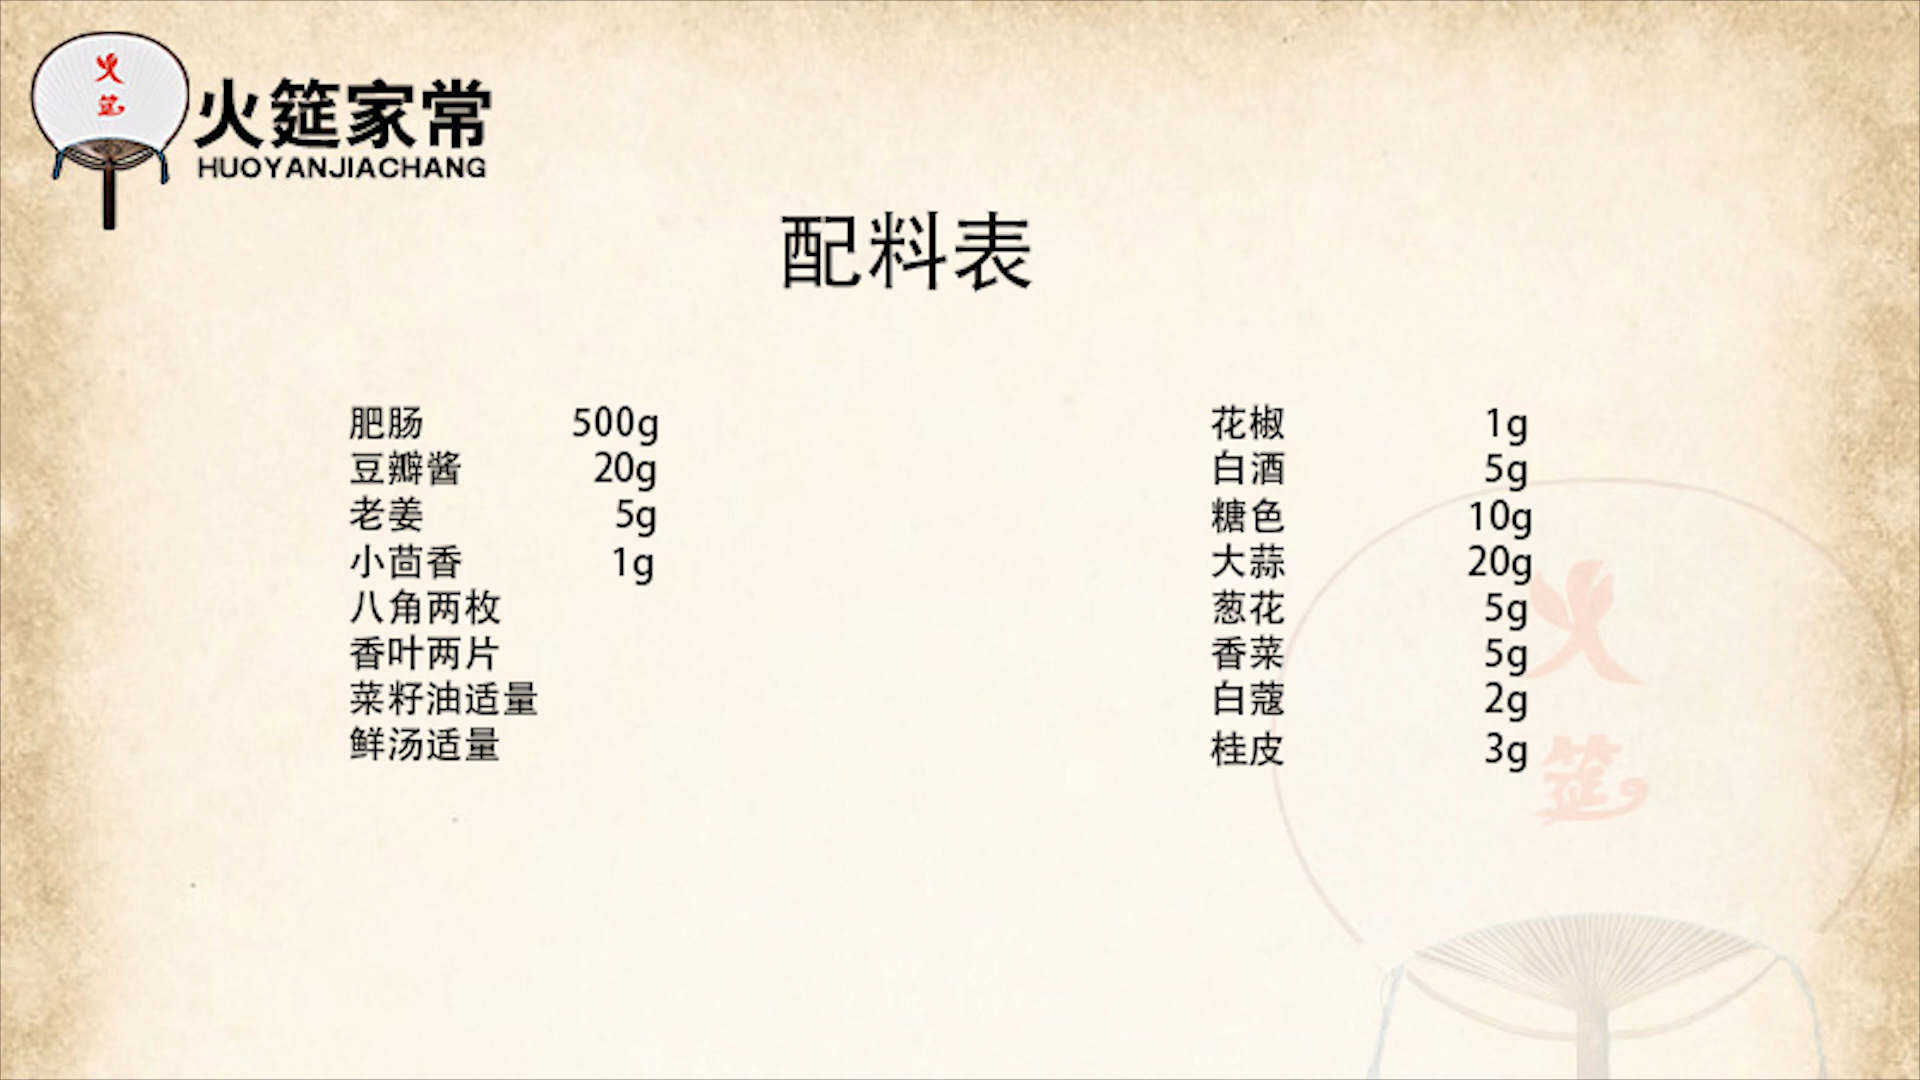 火筵
火筵家常
HUOYANJIACHANG
配料表
肥肠 500g
豆瓣酱 20g
老姜 5g
小茴香 1g
八角两枚
香叶两片
菜籽油适量
鲜汤适量
花椒 1g
白酒 5g
糖色 10g
大蒜 20g
葱花 5g
香菜 5g
白蔻 2g
桂皮 3g
火
筵